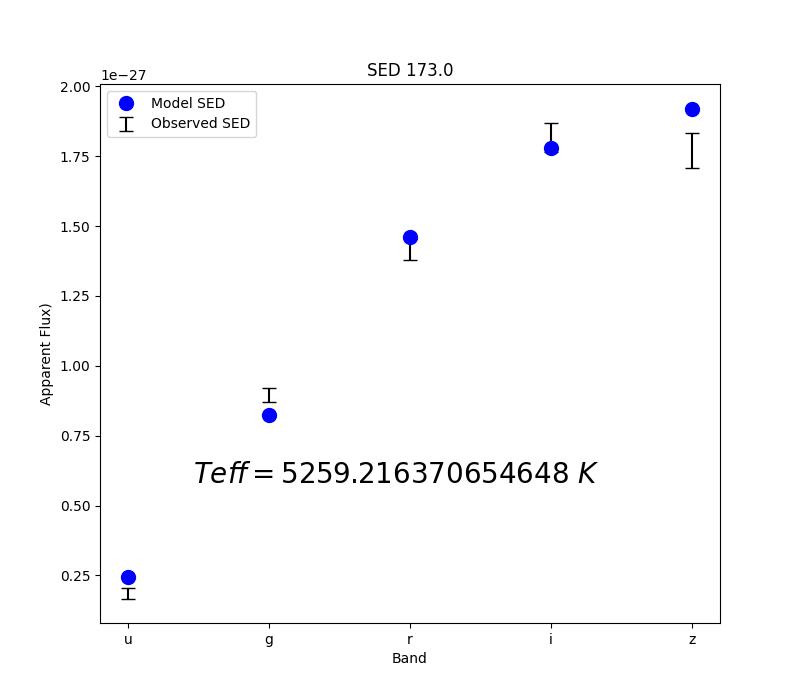 SED 173.0
1e−27
2.00
1.75
1.50
1.25
1.00
0.75
0.50
0.25
Apparent Flux)
Model SED
Observed SED
Teff = 5259.216370654648 K
u g r i z
Band